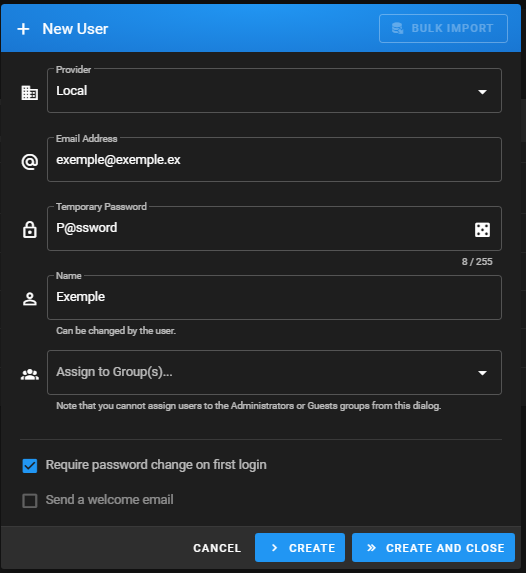 New User
BULK IMPORT
Provider
Local
Email Address
exemple@exemple.ex
Temporary Password
P@ssword
8 / 255
Name
Exemple
Can be changed by the user.
Assign to Group(s)...
Note that you cannot assign users to the Administrators or Guests groups from this dialog.
Require password change on first login
Send a welcome email
CANCEL
CREATE
CREATE AND CLOSE